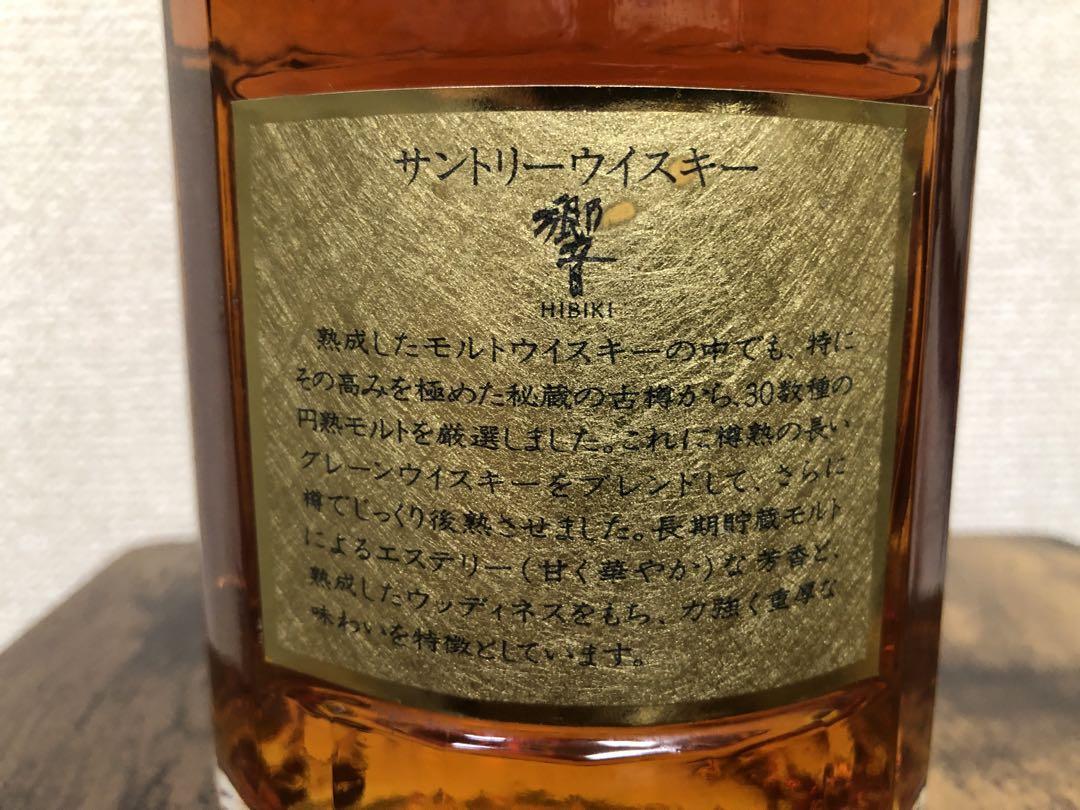 サントリーウイスキー
響
HIBIKI
熟成したモルトウイスキーの中でも、特に
その高みを極めた秘蔵の古樽から、30数種の
円熟モルトを厳選しました。これに樽熟の長い
グレーンウイスキーをブレンドして、さらに
樽でじっくり後熟させました。長期貯蔵モルト
によるエステリー(甘く華やか)な芳香と、
熟成したウッディネスをもち、力強く重厚な
味わいを特徴としています。